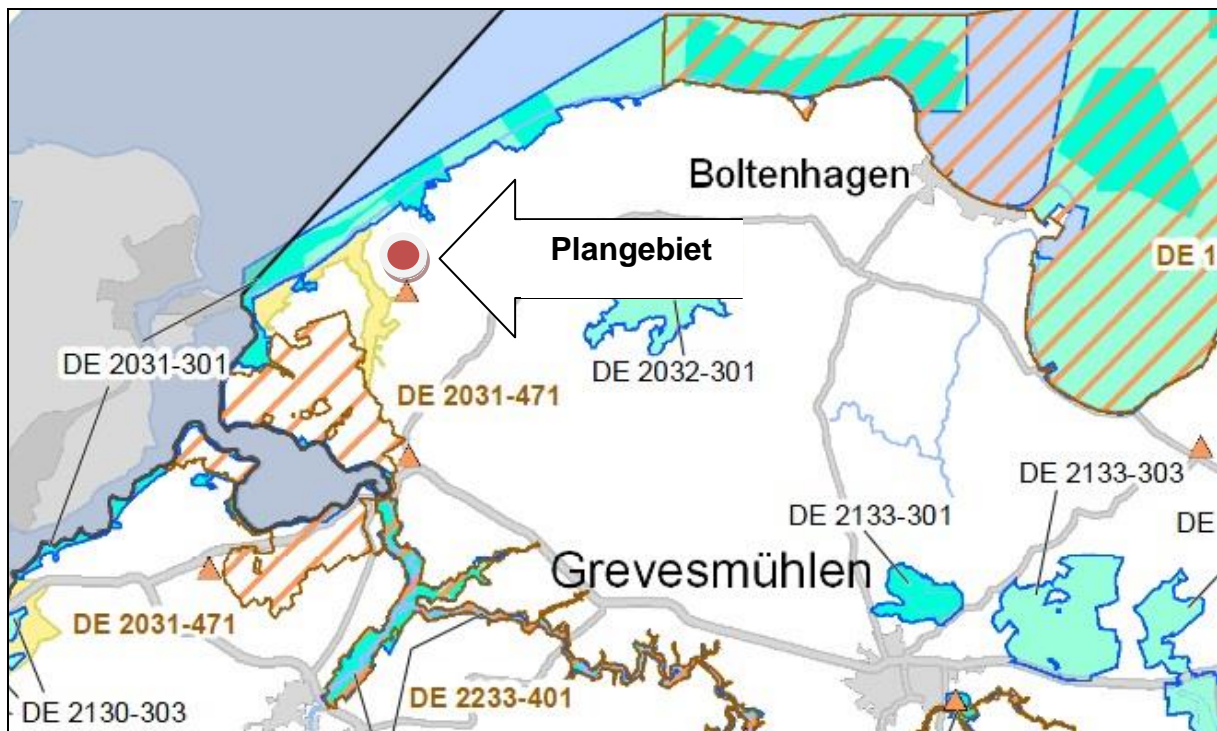 Boltenhagen
Plangebiet
DE 1
DE 2031-301
DE 2032-301
DE 2031-471
DE 2133-303
DE 2133-301
DE
Grevesmühlen
DE 2031-471
DE 2233-401
DE 2130-303